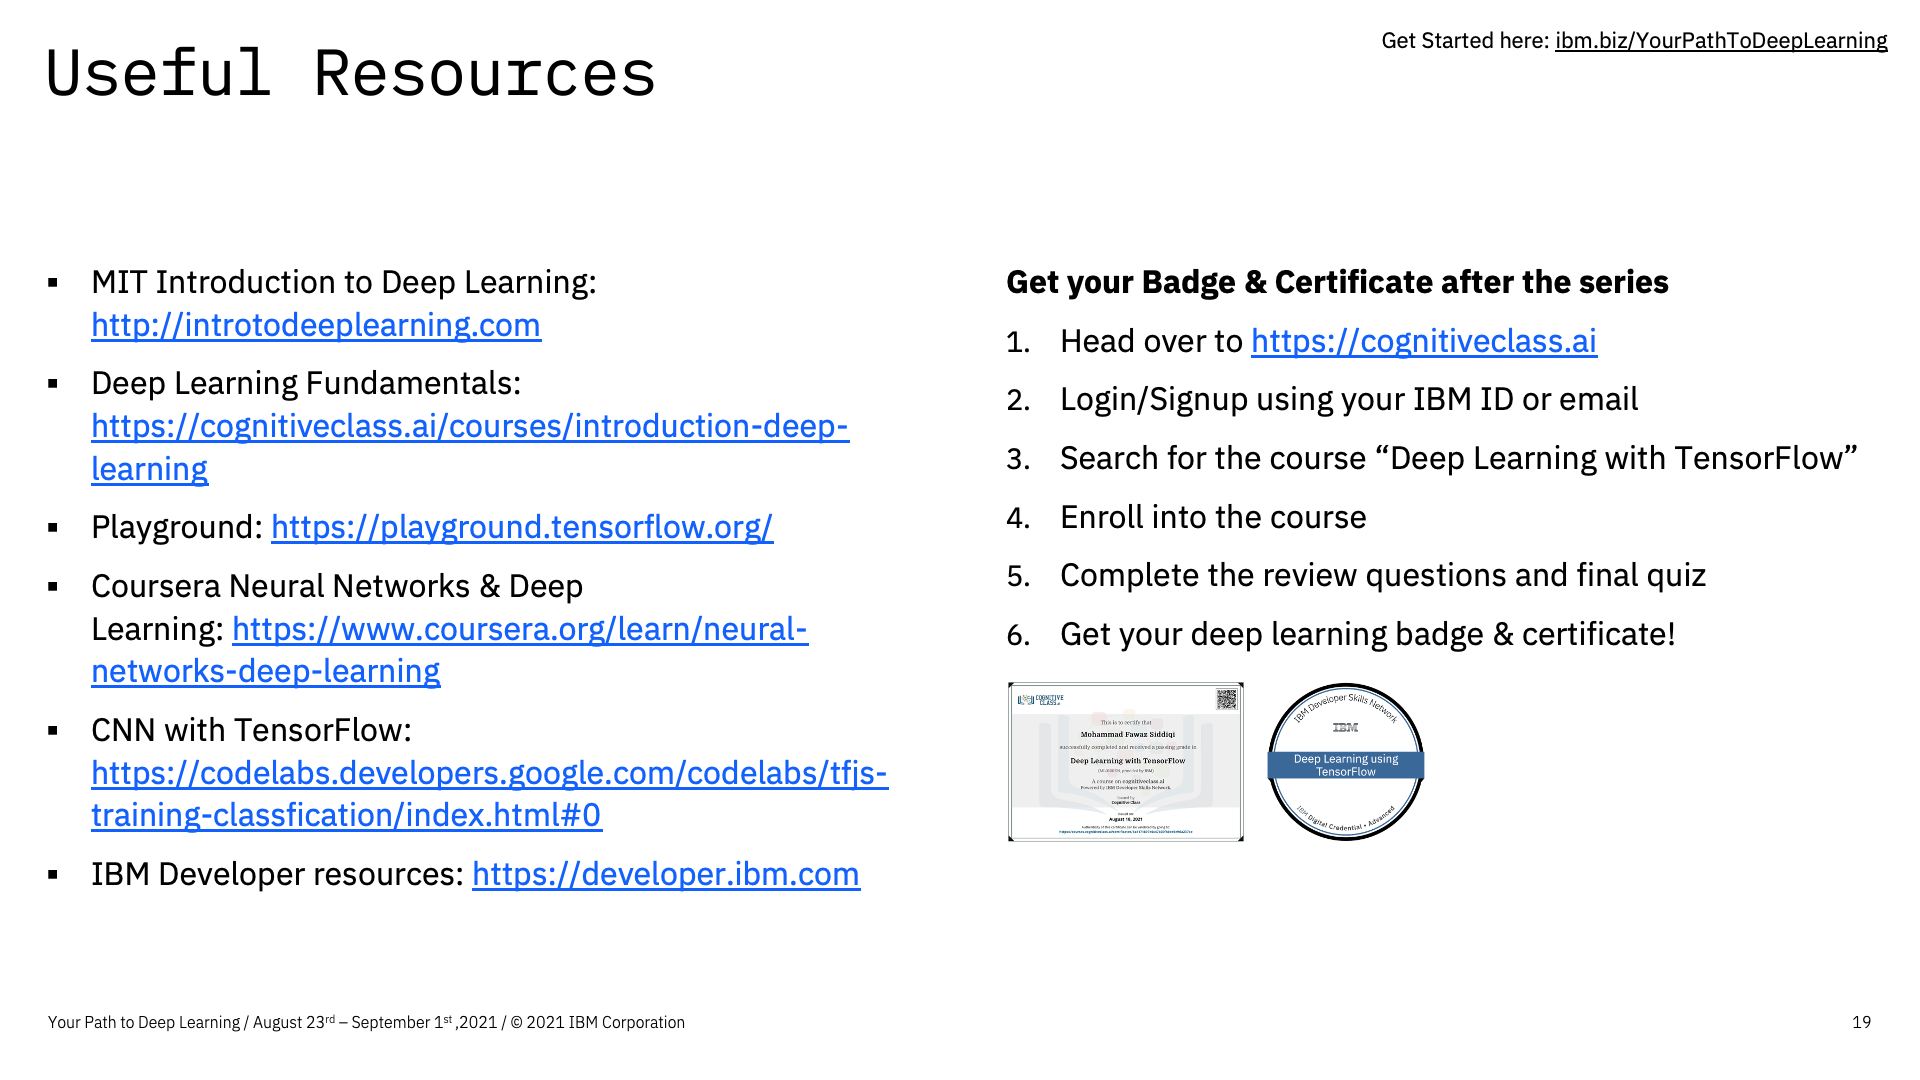 Get Started here: ibm.biz/YourPathToDeepLearning
Useful Resources
▪ MIT Introduction to Deep Learning:
http://introtodeeplearning.com
▪ Deep Learning Fundamentals:
https://cognitiveclass.ai/courses/introduction-deep-
learning
▪ Playground: https://playground.tensorflow.org/
▪ Coursera Neural Networks & Deep
Learning: https://www.coursera.org/learn/neural-
networks-deep-learning
▪ CNN with TensorFlow:
https://codelabs.developers.google.com/codelabs/tfjs-
training-classfication/index.html#0
▪ IBM Developer resources: https://developer.ibm.com
Get your Badge & Certificate after the series
1. Head over to https://cognitiveclass.ai
2. Login/Signup using your IBM ID or email
3. Search for the course “Deep Learning with TensorFlow”
4. Enroll into the course
5. Complete the review questions and final quiz
6. Get your deep learning badge & certificate!
COGNITIVE
CLASS.ai
This is to certify that
Mohammad Fawaz Siddiqi
successfully completed and received a passing grade in
Deep Learning with TensorFlow
A course on cognitiveclass.ai
Powered by IBM Developer Skills Network.
Issued by
Cognitive Class
August 10, 2021
IBM Developer Skills Network
IBM
Deep Learning using
TensorFlow
IBM Digital Credential • Advanced
Your Path to Deep Learning / August 23rd – September 1st ,2021 / © 2021 IBM Corporation
19